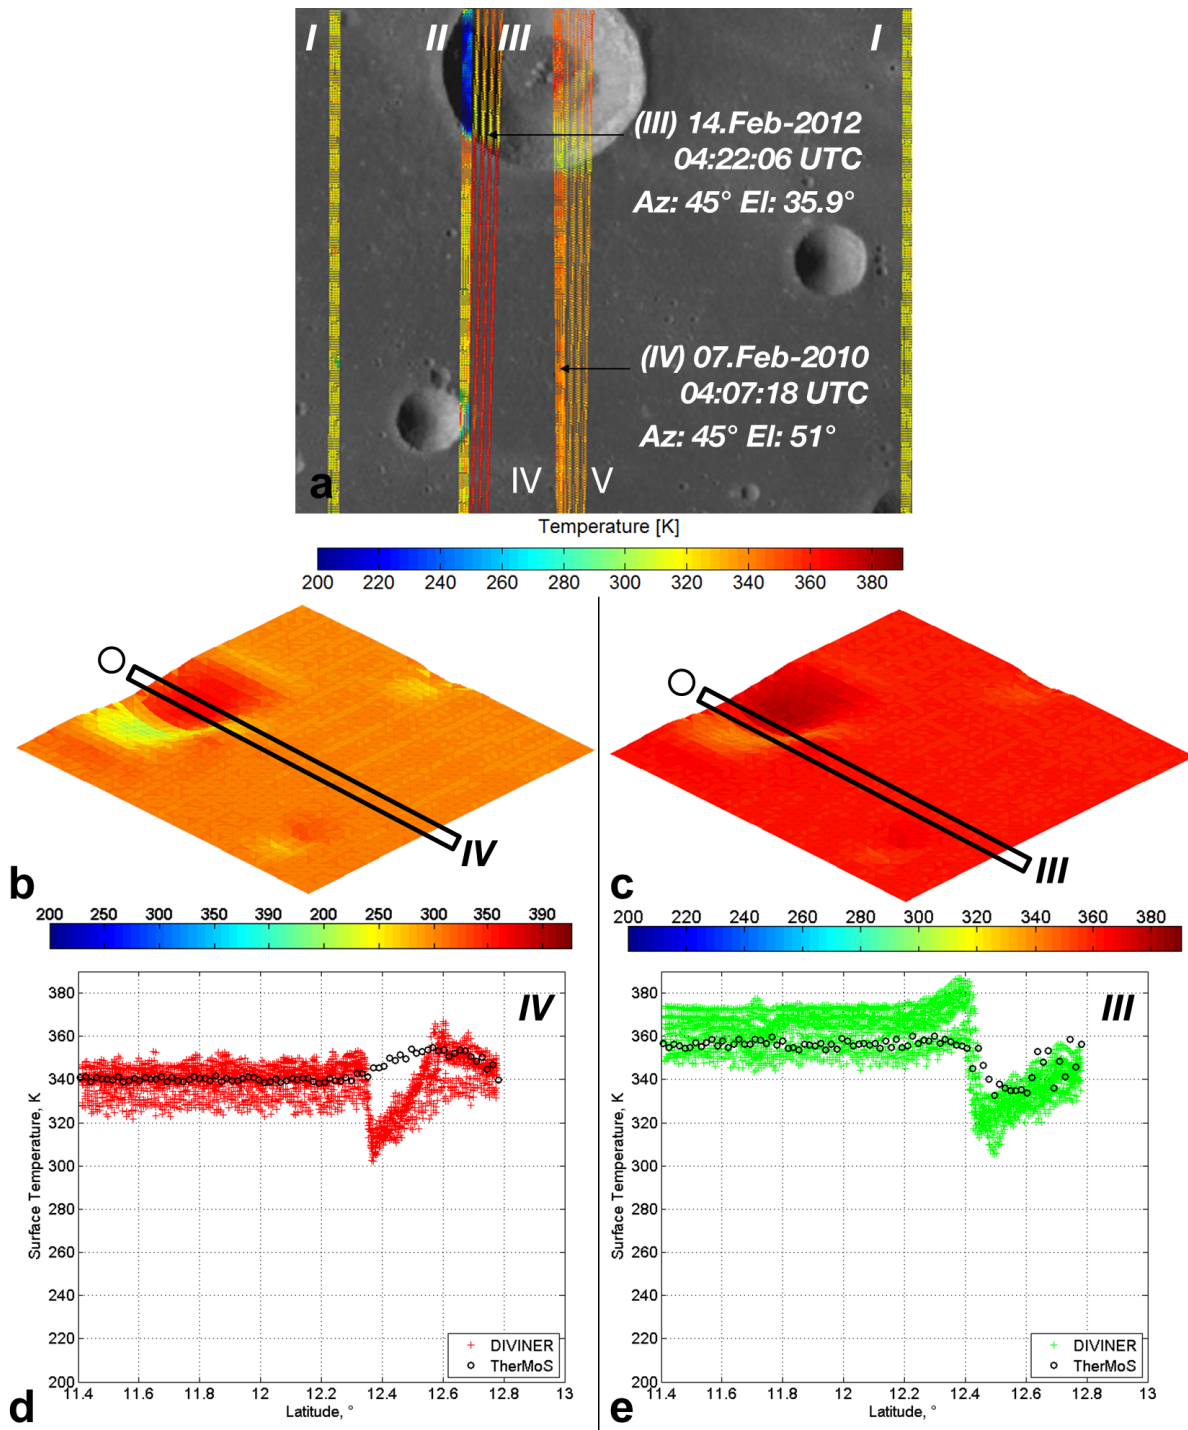 I II III I
(III) 14.Feb-2012
04:22:06 UTC
Az: 45° El: 35.9°
(IV) 07.Feb-2010
04:07:18 UTC
Az: 45° El: 51°
IV V
a
Temperature [K]
200 220 240 260 280 300 320 340 360 380
IV
b
III
c
200 250 300 350 390 200 250 300 350 390
200 220 240 260 280 300 320 340 360 380
IV
380
360
340
320
300
280
260
240
220
200
Surface Temperature, K
DIVINER
TherMoS
11.4 11.6 11.8 12 12.2 12.4 12.6 12.8 13
Latitude, °
d
III
380
360
340
320
300
280
260
240
220
200
Surface Temperature, K
DIVINER
TherMoS
11.4 11.6 11.8 12 12.2 12.4 12.6 12.8 13
Latitude, °
e